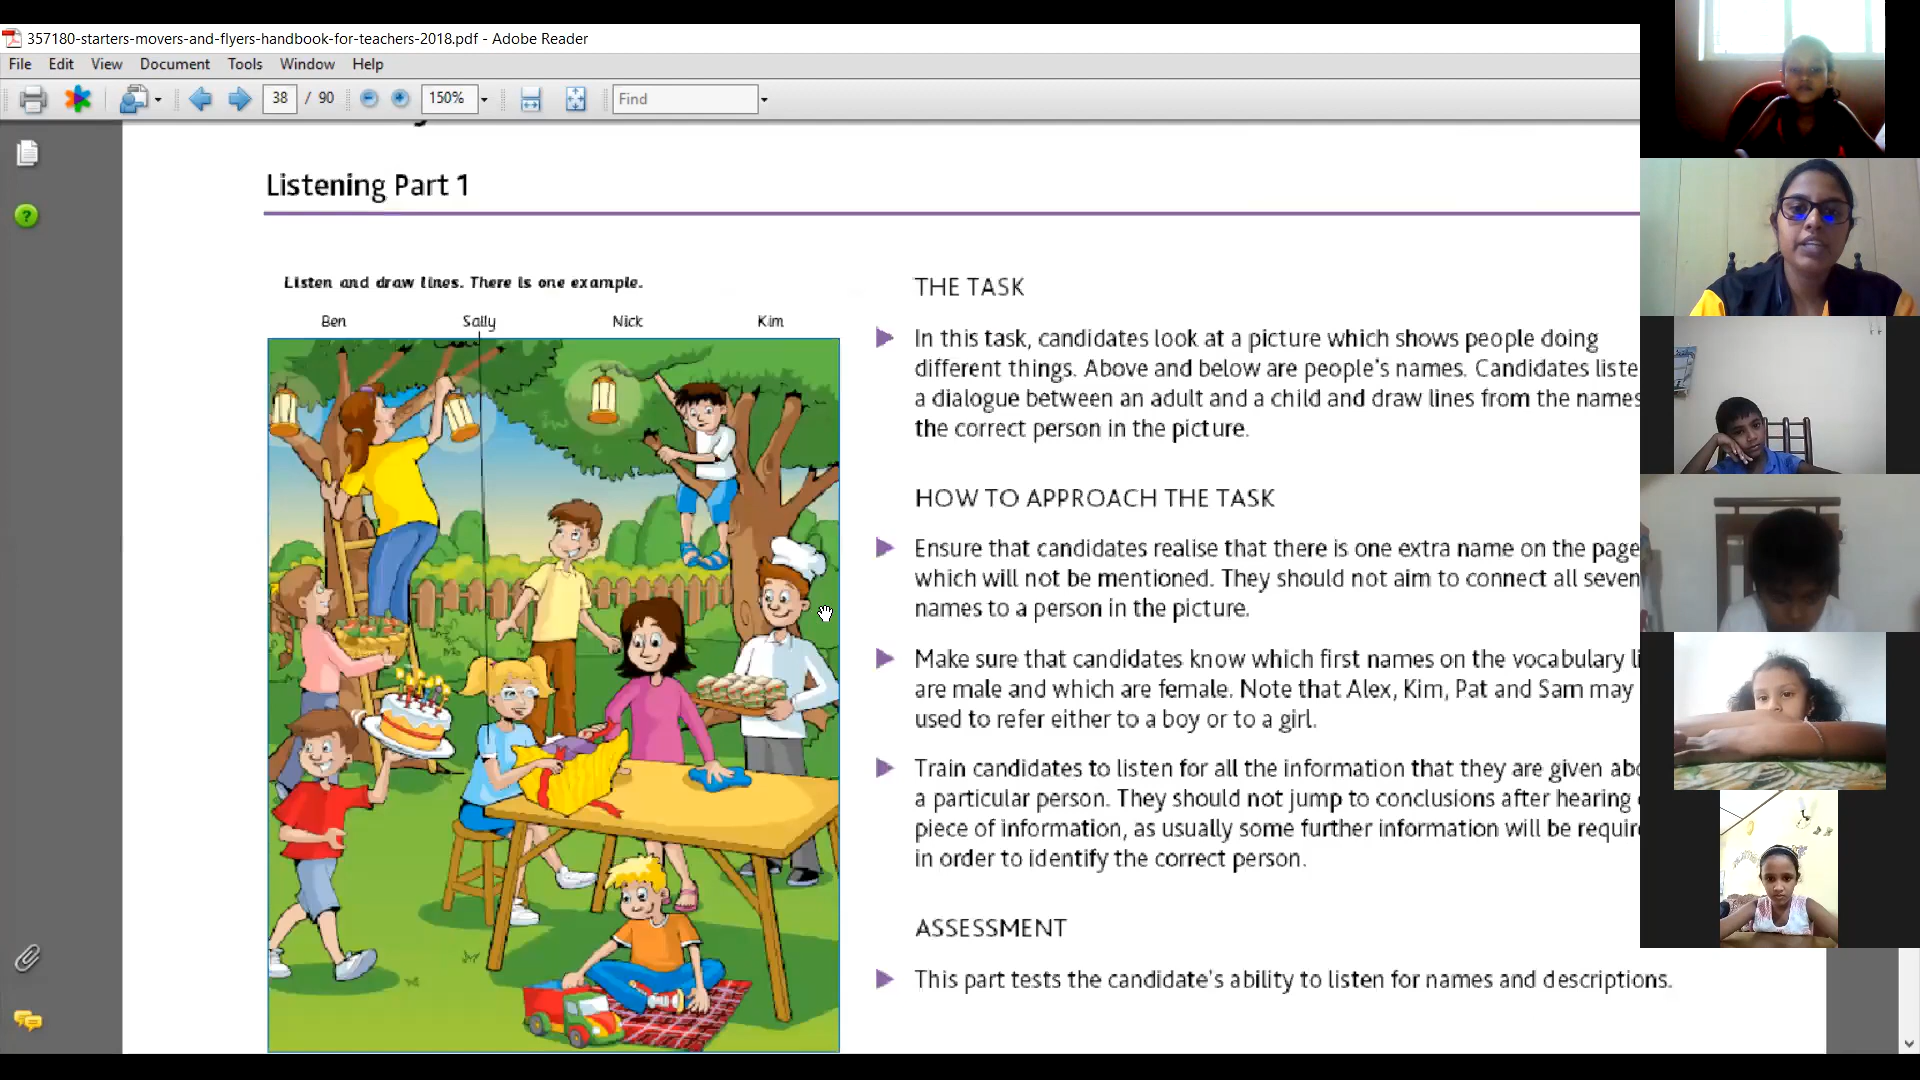 357180-starters-movers-and-flyers-handbook-for-teachers-2018.pdf - Adobe Reader
File Edit View Document Tools Window Help
38 / 90 150% Find
Listening Part 1
Listen and draw lines. There is one example.
Ben Sally Nick Kim
THE TASK
In this task, candidates look at a picture which shows people doing
different things. Above and below are people's names. Candidates liste
a dialogue between an adult and a child and draw lines from the names
the correct person in the picture.
HOW TO APPROACH THE TASK
Ensure that candidates realise that there is one extra name on the page
which will not be mentioned. They should not aim to connect all seven
names to a person in the picture.
Make sure that candidates know which first names on the vocabulary li
are male and which are female. Note that Alex, Kim, Pat and Sam may
used to refer either to a boy or to a girl.
Train candidates to listen for all the information that they are given abo
a particular person. They should not jump to conclusions after hearing
piece of information, as usually some further information will be requir
in order to identify the correct person.
ASSESSMENT
This part tests the candidate's ability to listen for names and descriptions.